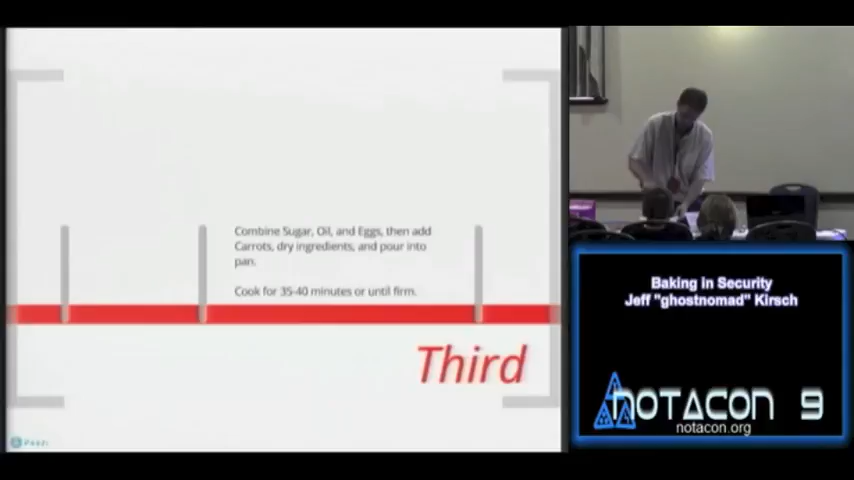 Combine Sugar, Oil, and Eggs, then add
Carrots, dry ingredients, and pour into
pan.
Cook for 35-40 minutes or until firm.
Third
Prezi
Baking in Security
Jeff "ghostnomad" Kirsch
NOTACON 9
notacon.org